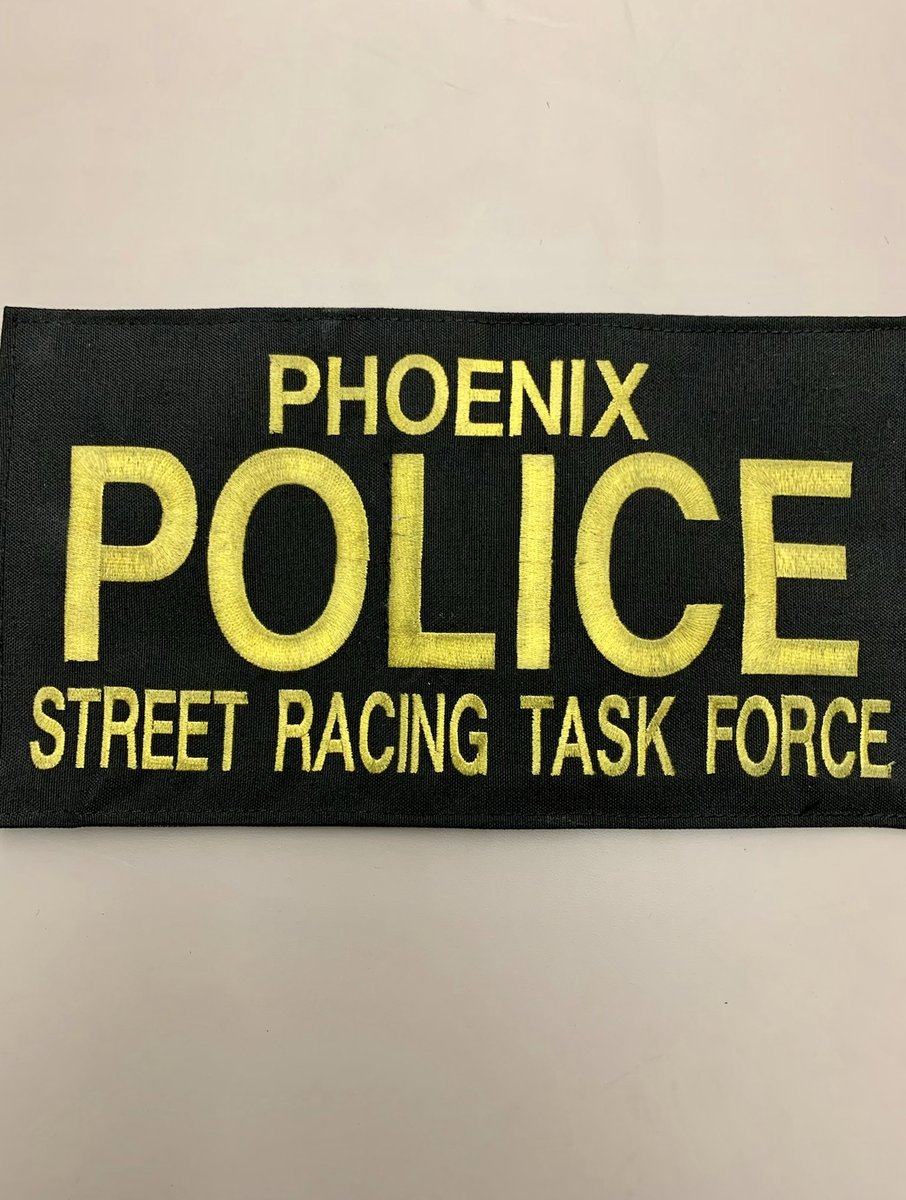 PHOENIX
POLICE
STREET RACING TASK FORCE